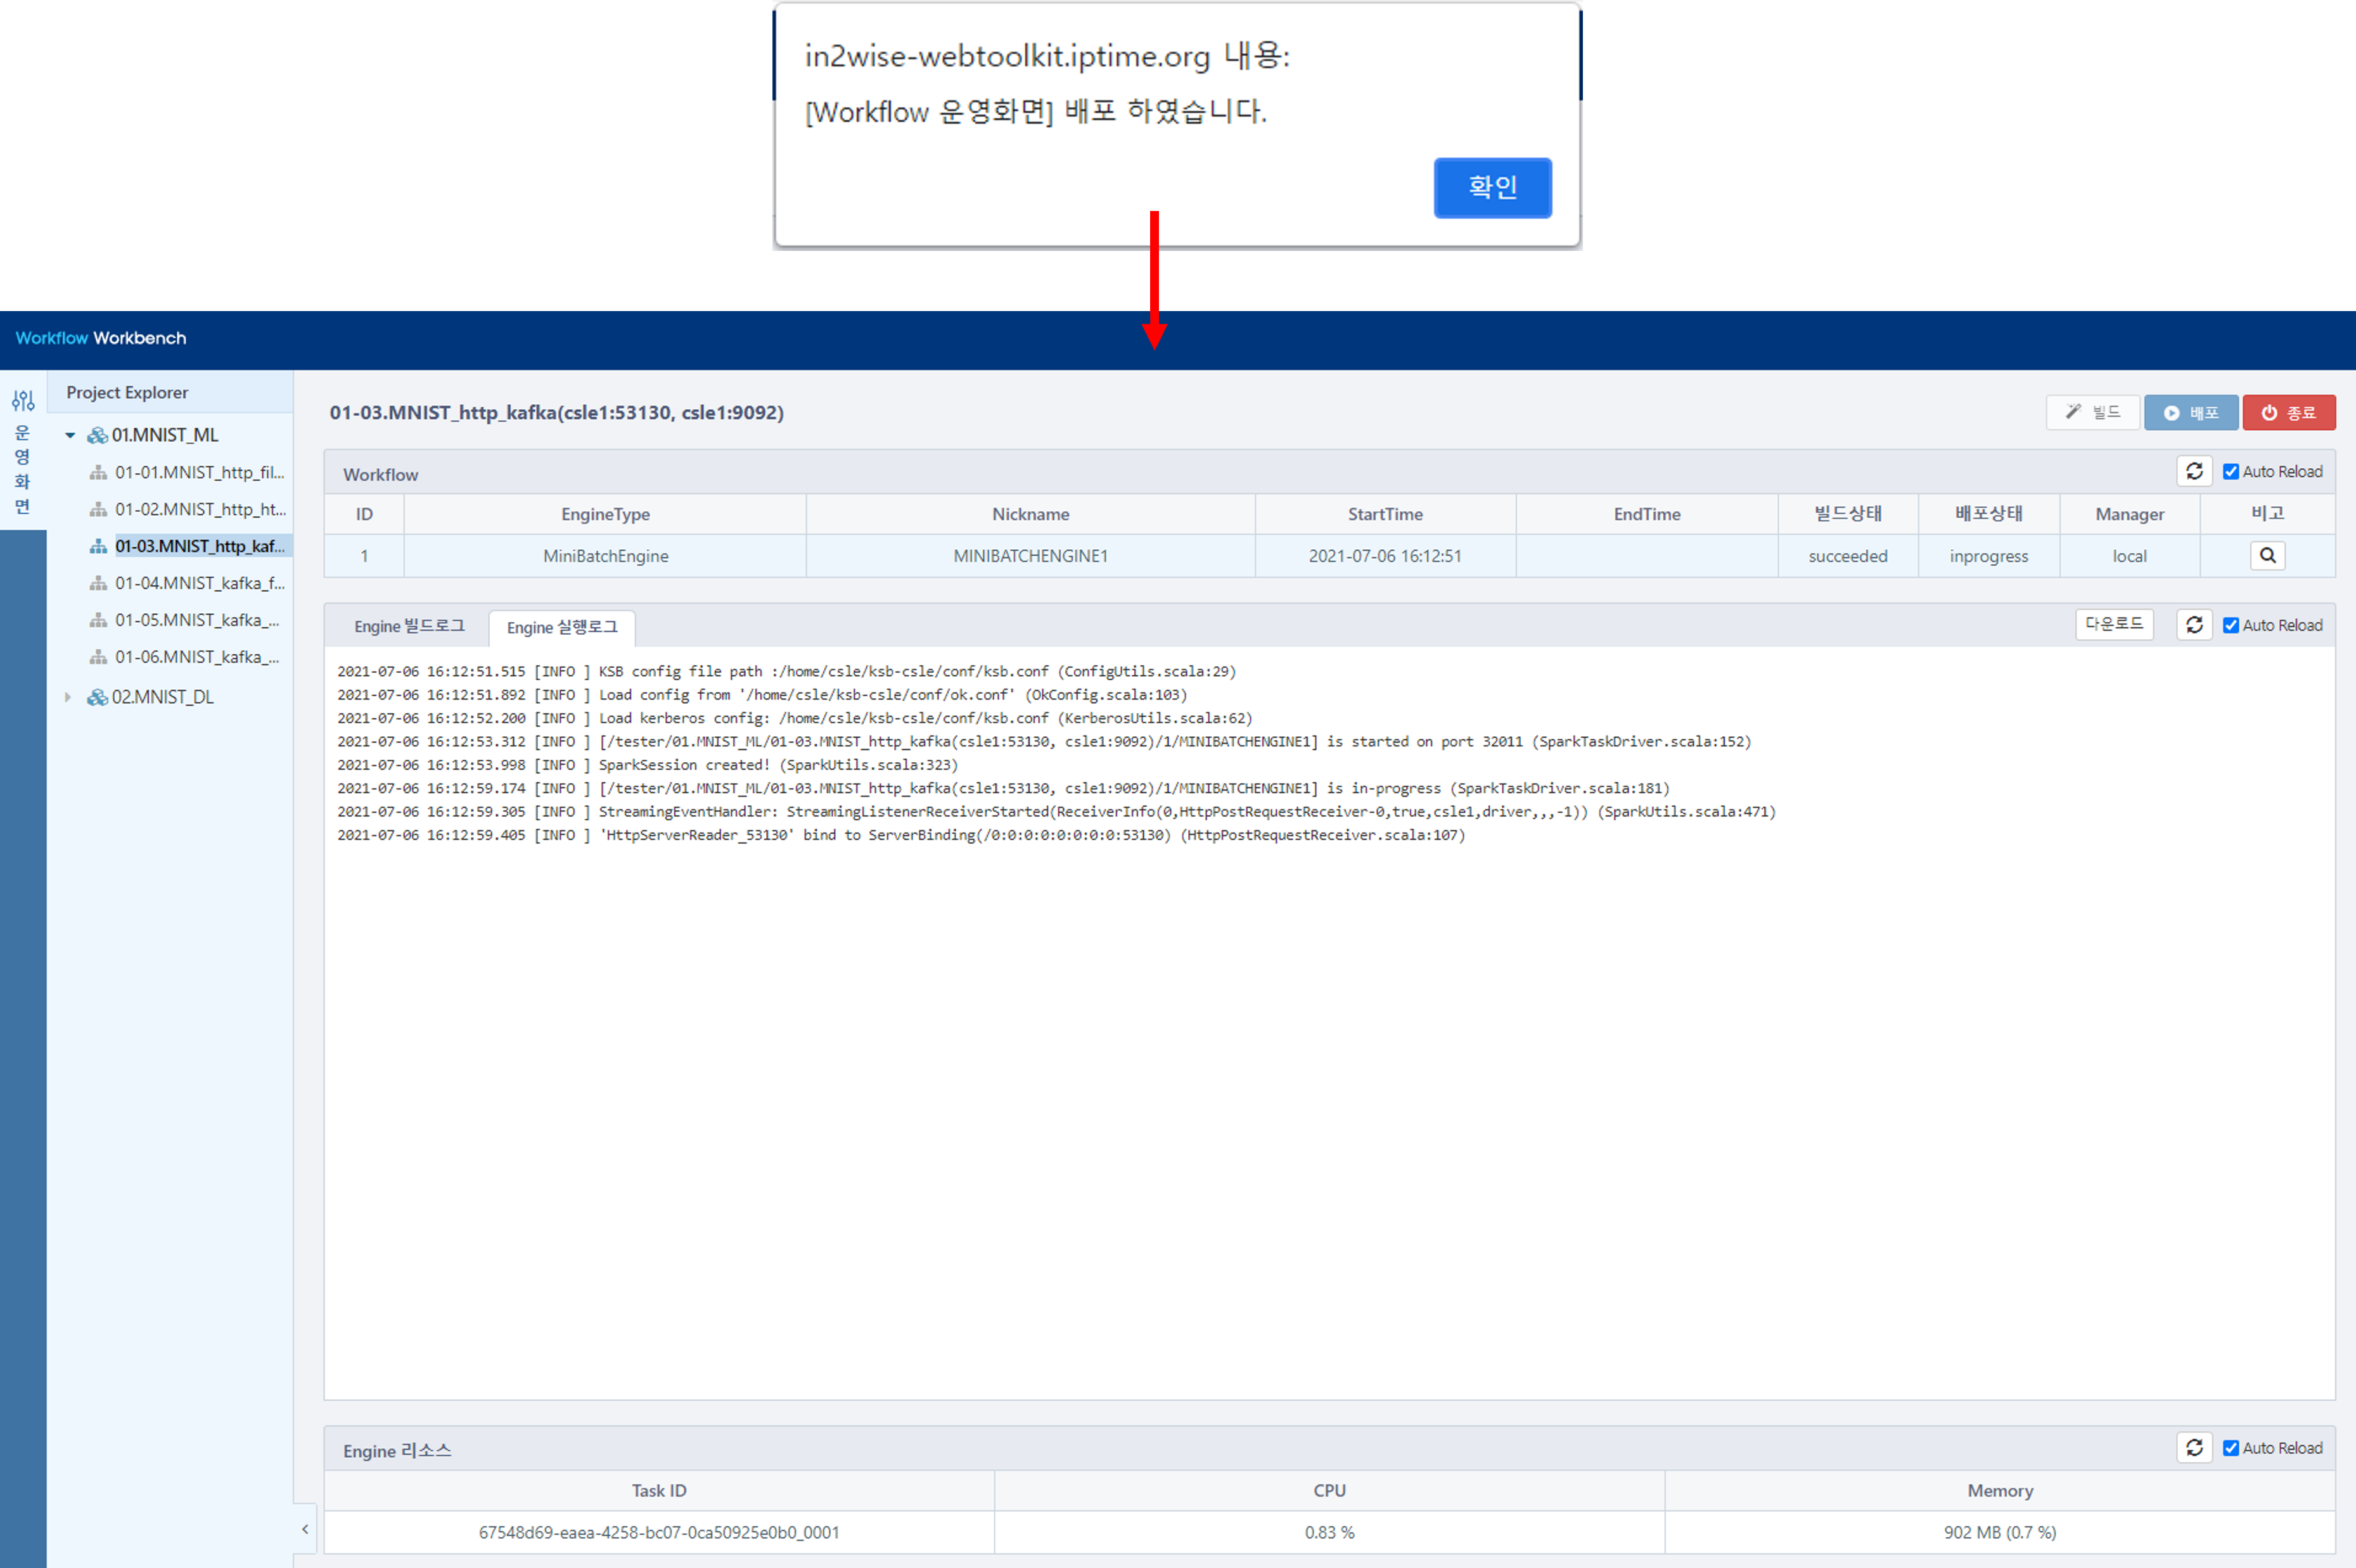 in2wise-webtoolkit.iptime.org 내용:
[Workflow 운영화면] 배포 하였습니다.
확인
Workflow Workbench
운영화면
Project Explorer
01.MNIST_ML
01-01.MNIST_http_fil...
01-02.MNIST_http_ht...
01-03.MNIST_http_kaf...
01-04.MNIST_kafka_f...
01-05.MNIST_kafka_...
01-06.MNIST_kafka_...
02.MNIST_DL
01-03.MNIST_http_kafka(csle1:53130, csle1:9092)
빌드 배포 종료
Workflow Auto Reload
ID EngineType Nickname StartTime EndTime 빌드상태 배포상태 Manager 비고
1 MiniBatchEngine MINIBATCHENGINE1 2021-07-06 16:12:51 succeeded inprogress local
Engine 빌드로그 Engine 실행로그 다운로드 Auto Reload
2021-07-06 16:12:51.515 [INFO ] KSB config file path :/home/csle/ksb-csle/conf/ksb.conf (ConfigUtils.scala:29)
2021-07-06 16:12:51.892 [INFO ] Load config from '/home/csle/ksb-csle/conf/ok.conf' (OkConfig.scala:103)
2021-07-06 16:12:52.200 [INFO ] Load kerberos config: /home/csle/ksb-csle/conf/ksb.conf (KerberosUtils.scala:62)
2021-07-06 16:12:53.312 [INFO ] [/tester/01.MNIST_ML/01-03.MNIST_http_kafka(csle1:53130, csle1:9092)/1/MINIBATCHENGINE1] is started on port 32011 (SparkTaskDriver.scala:152)
2021-07-06 16:12:53.998 [INFO ] SparkSession created! (SparkUtils.scala:323)
2021-07-06 16:12:59.174 [INFO ] [/tester/01.MNIST_ML/01-03.MNIST_http_kafka(csle1:53130, csle1:9092)/1/MINIBATCHENGINE1] is in-progress (SparkTaskDriver.scala:181)
2021-07-06 16:12:59.305 [INFO ] StreamingEventHandler: StreamingListenerReceiverStarted(ReceiverInfo(0,HttpPostRequestReceiver-0,true,csle1,driver,,,-1)) (SparkUtils.scala:471)
2021-07-06 16:12:59.405 [INFO ] 'HttpServerReader_53130' bind to ServerBinding(/0:0:0:0:0:0:0:0:53130) (HttpPostRequestReceiver.scala:107)
Engine 리소스 Auto Reload
Task ID CPU Memory
67548d69-eaea-4258-bc07-0ca50925e0b0_0001 0.83 % 902 MB (0.7 %)